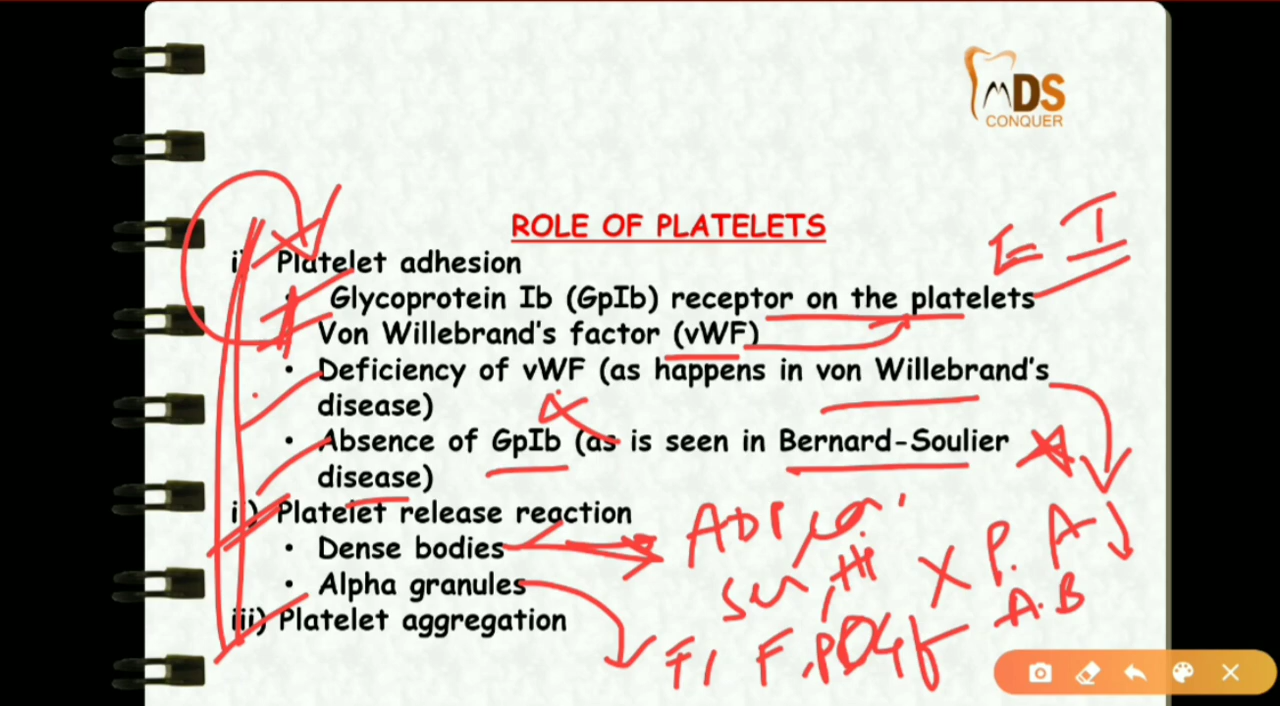 MDS
CONQUER
ROLE OF PLATELETS
E I
i) Platelet adhesion
Glycoprotein Ib (GpIb) receptor on the platelets
Von Willebrand's factor (vWF)
• Deficiency of vWF (as happens in von Willebrand's
disease)
• Absence of GpIb (as is seen in Bernard-Soulier
disease)
ii) Platelet release reaction
• Dense bodies
• Alpha granules
iii) Platelet aggregation
ADP
P. A
A.B